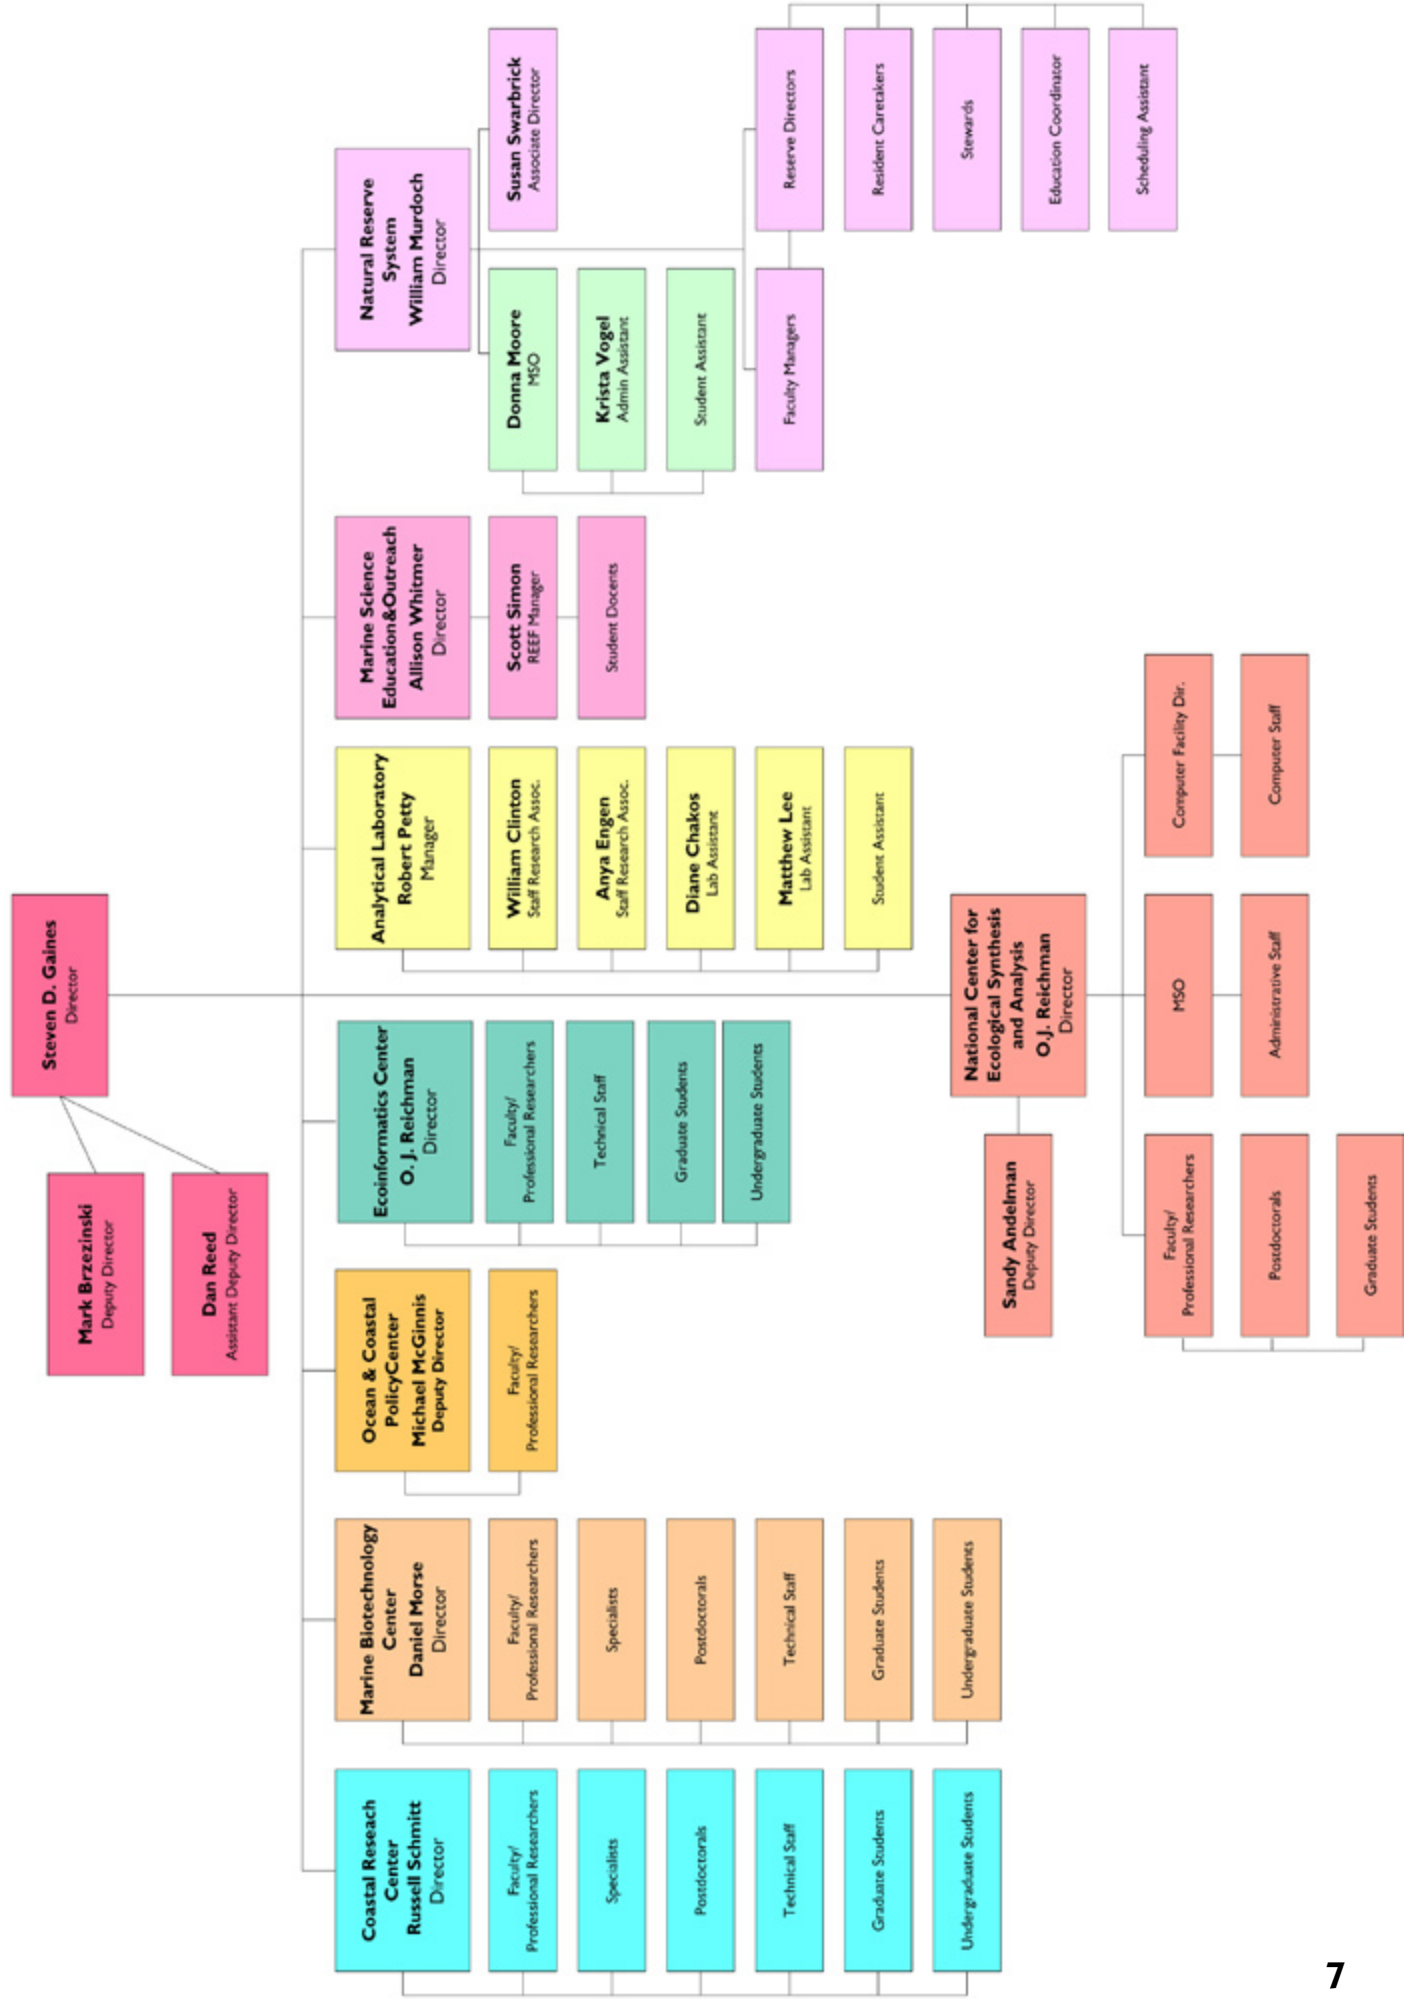 Steven D. Gaines
Director
Mark Brzezinski
Deputy Director
Dan Reed
Assistant Deputy Director
Coastal Reseach
Center
Russell Schmitt
Director
Faculty/
Professional Researchers
Specialists
Postdoctorals
Technical Staff
Graduate Students
Undergraduate Students
Marine Biotechnology
Center
Daniel Morse
Director
Faculty/
Professional Researchers
Specialists
Postdoctorals
Technical Staff
Graduate Students
Undergraduate Students
Ocean & Coastal
PolicyCenter
Michael McGinnis
Deputy Director
Faculty/
Professional Researchers
Ecoinformatics Center
O. J. Reichman
Director
Faculty/
Professional Researchers
Technical Staff
Graduate Students
Undergraduate Students
Analytical Laboratory
Robert Petty
Manager
William Clinton
Staff Research Assoc.
Anya Engen
Staff Research Assoc.
Diane Chakos
Lab Assistant
Matthew Lee
Lab Assistant
Student Assistant
Marine Science
Education&Outreach
Allison Whitmer
Director
Scott Simon
REEF Manager
Student Docents
Natural Reserve
System
William Murdoch
Director
Donna Moore
MSO
Krista Vogel
Admin Assistant
Student Assistant
Susan Swarbrick
Associate Director
Faculty Managers
Reserve Directors
Resident Caretakers
Stewards
Education Coordinator
Scheduling Assistant
National Center for
Ecological Synthesis
and Analysis
O.J. Reichman
Director
Sandy Andelman
Deputy Director
Faculty/
Professional Researchers
Postdoctorals
Graduate Students
MSO
Administrative Staff
Computer Facility Dir.
Computer Staff
7